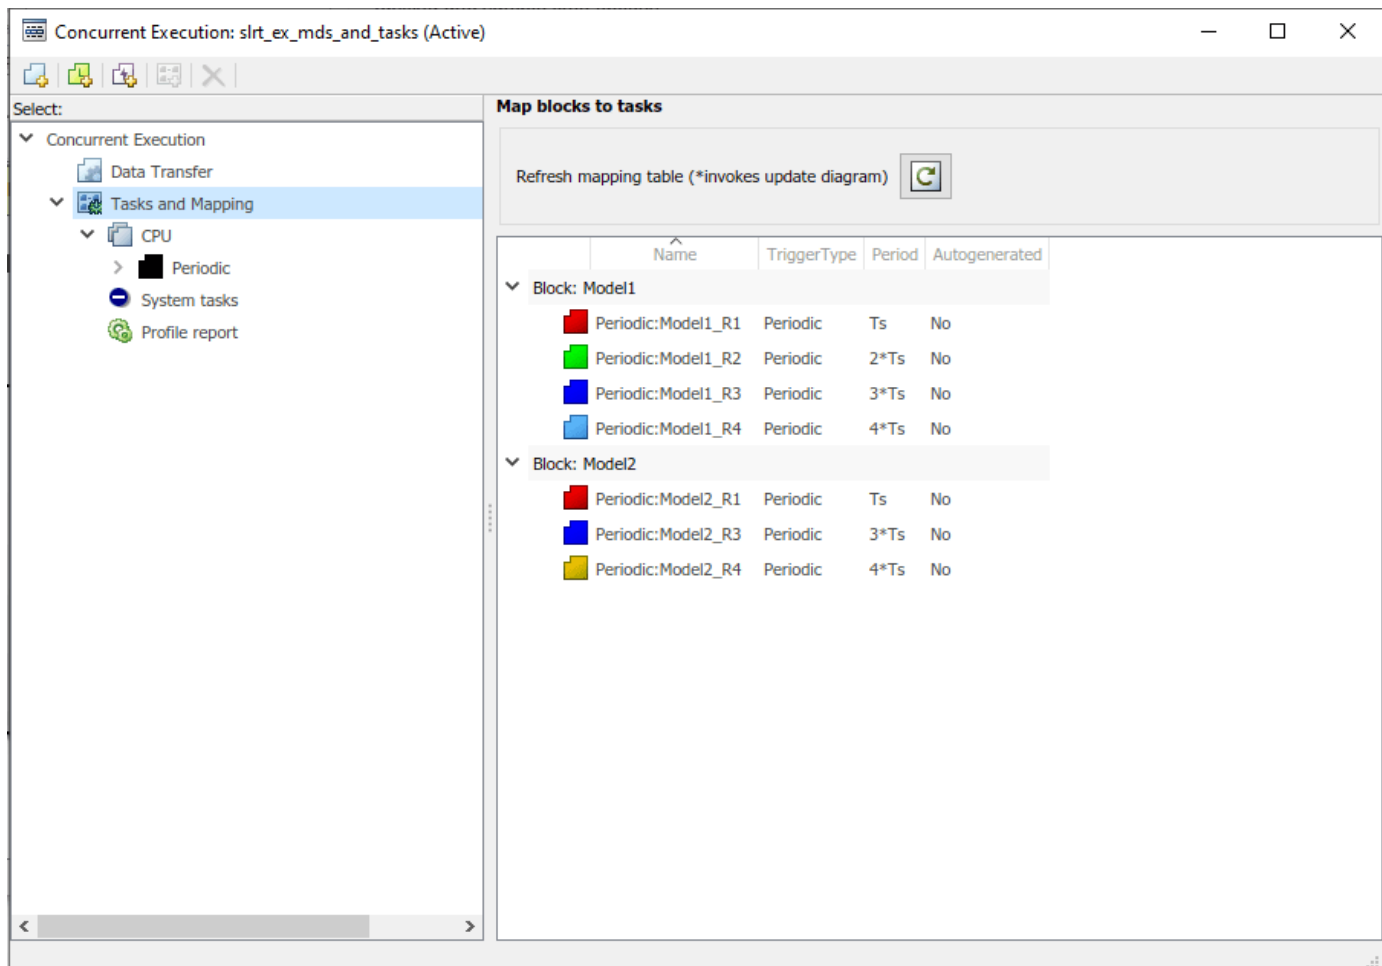 Concurrent Execution: slrt_ex_mds_and_tasks (Active)
Select:
Concurrent Execution
Data Transfer
Tasks and Mapping
CPU
Periodic
System tasks
Profile report
Map blocks to tasks
Refresh mapping table (*invokes update diagram)
Name TriggerType Period Autogenerated
Block: Model1
Periodic:Model1_R1 Periodic Ts No
Periodic:Model1_R2 Periodic 2*Ts No
Periodic:Model1_R3 Periodic 3*Ts No
Periodic:Model1_R4 Periodic 4*Ts No
Block: Model2
Periodic:Model2_R1 Periodic Ts No
Periodic:Model2_R3 Periodic 3*Ts No
Periodic:Model2_R4 Periodic 4*Ts No